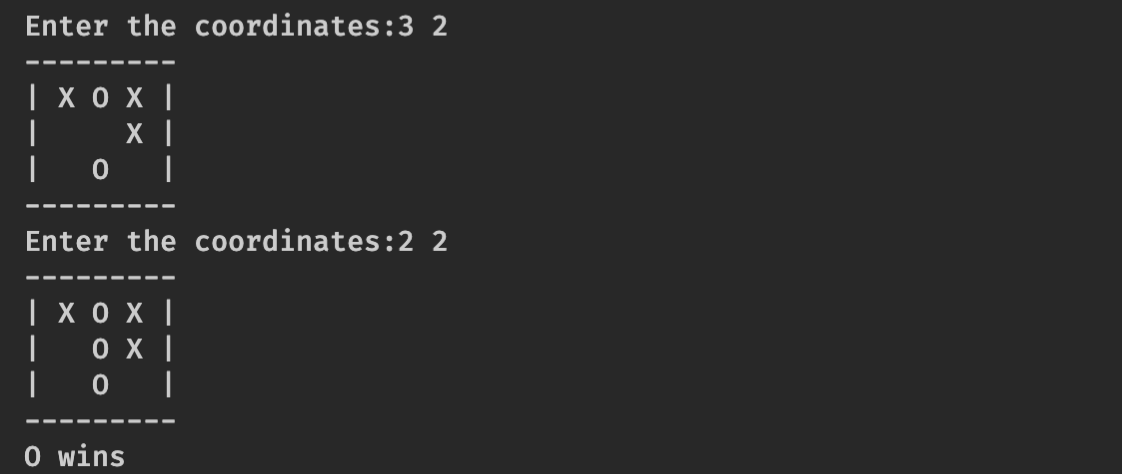 Enter the coordinates:3 2
---------
| X O X |
|     X |
|   O   |
---------
Enter the coordinates:2 2
---------
| X O X |
|   O X |
|   O   |
---------
O wins